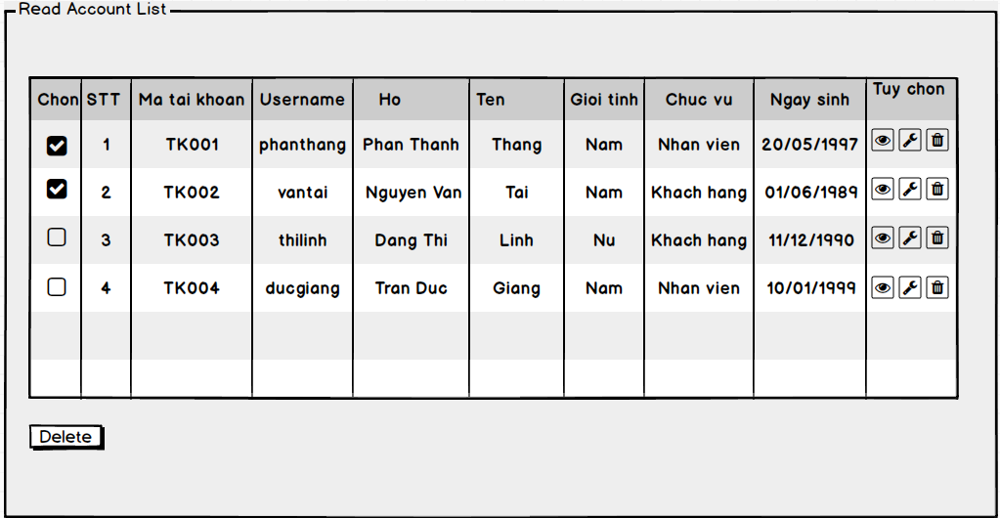 Read Account List
Chon STT Ma tai khoan Username Ho Ten Gioi tinh Chuc vu Ngay sinh Tuy chon
1 TK001 phanthang Phan Thanh Thang Nam Nhan vien 20/05/1997
2 TK002 vantai Nguyen Van Tai Nam Khach hang 01/06/1989
3 TK003 thilinh Dang Thi Linh Nu Khach hang 11/12/1990
4 TK004 ducgiang Tran Duc Giang Nam Nhan vien 10/01/1999
Delete